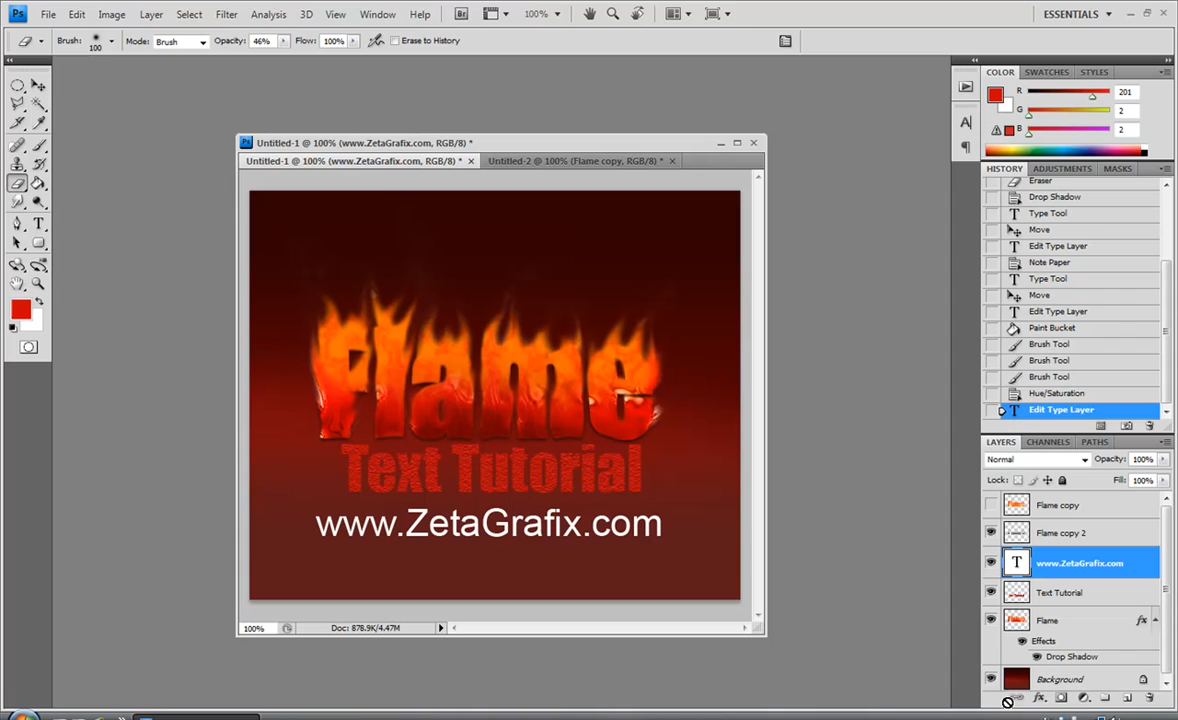 Ps File Edit Image Layer Select Filter Analysis 3D View Window Help Br 100% ESSENTIALS
Brush: 100 Mode: Brush Opacity: 46% Flow: 100% Erase to History
COLOR SWATCHES STYLES
R 201
G 2
B 2
Untitled-1 @ 100% (www.ZetaGrafix.com, RGB/8) *
Untitled-1 @ 100% (www.ZetaGrafix.com, RGB/8) * Untitled-2 @ 100% (Flame copy, RGB/8) *
Flame
Text Tutorial
www.ZetaGrafix.com
100% Doc: 878.9K/4.47M
HISTORY ADJUSTMENTS MASKS
Eraser
Drop Shadow
Type Tool
Move
Edit Type Layer
Note Paper
Type Tool
Move
Edit Type Layer
Paint Bucket
Brush Tool
Brush Tool
Brush Tool
Hue/Saturation
Edit Type Layer
LAYERS CHANNELS PATHS
Normal Opacity: 100%
Lock: Fill: 100%
Flame copy
Flame copy 2
www.ZetaGrafix.com
Text Tutorial
Flame fx
Effects
Drop Shadow
Background
fx